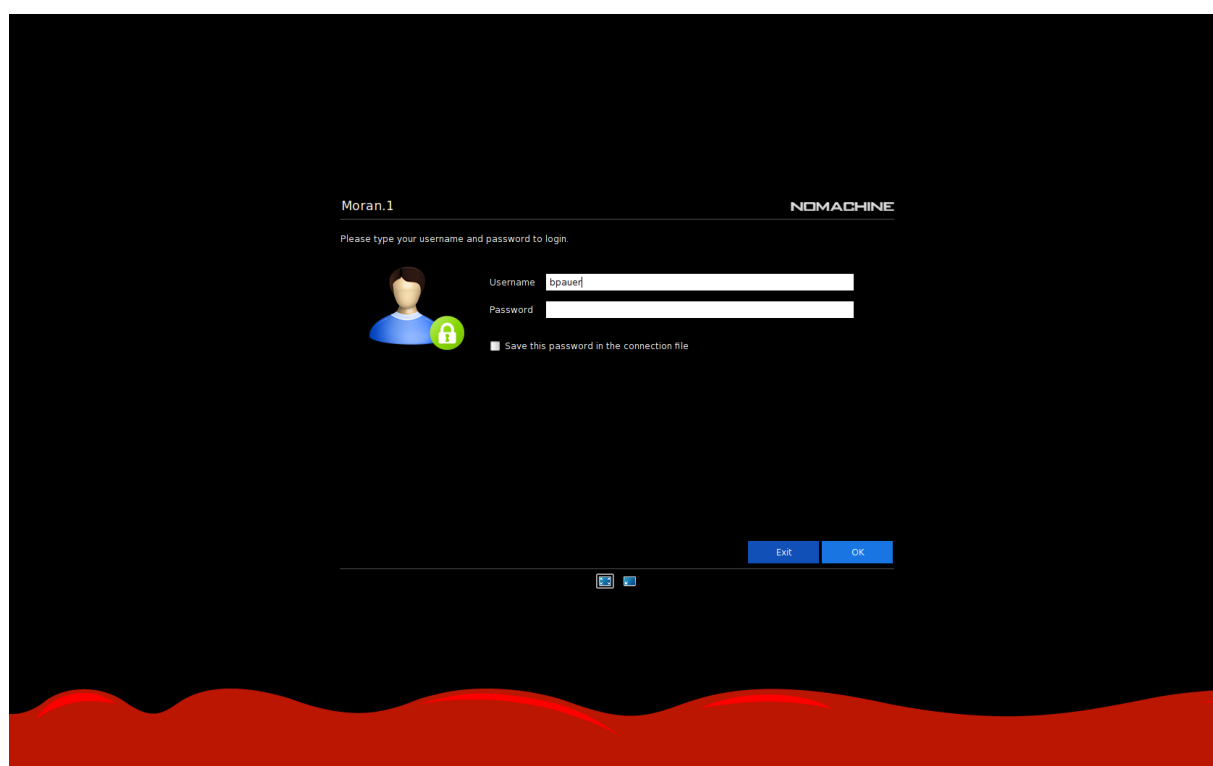 Moran.1
NOMACHINE
Please type your username and password to login.
Username bpauer
Password
Save this password in the connection file
Exit OK